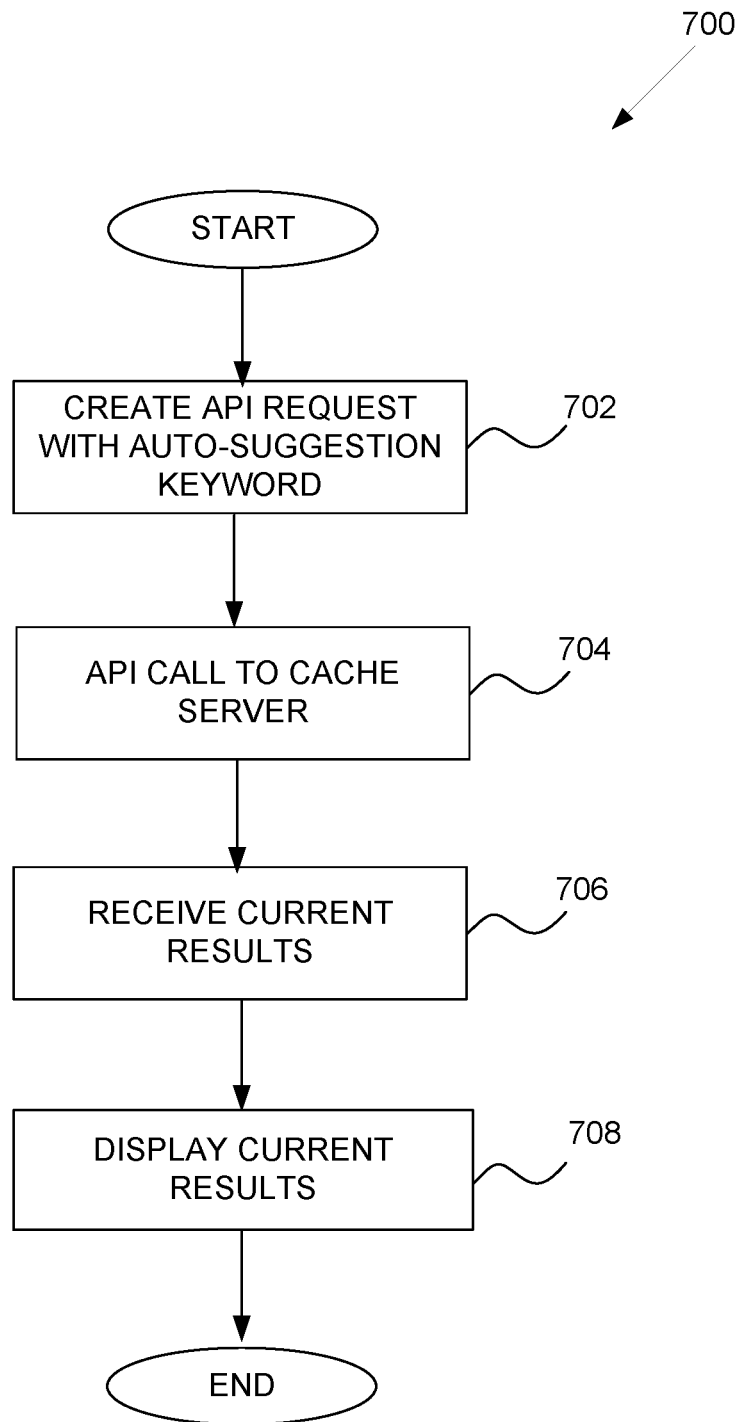 700
START
CREATE API REQUEST
WITH AUTO-SUGGESTION
KEYWORD
702
API CALL TO CACHE
SERVER
704
RECEIVE CURRENT
RESULTS
706
DISPLAY CURRENT
RESULTS
708
END